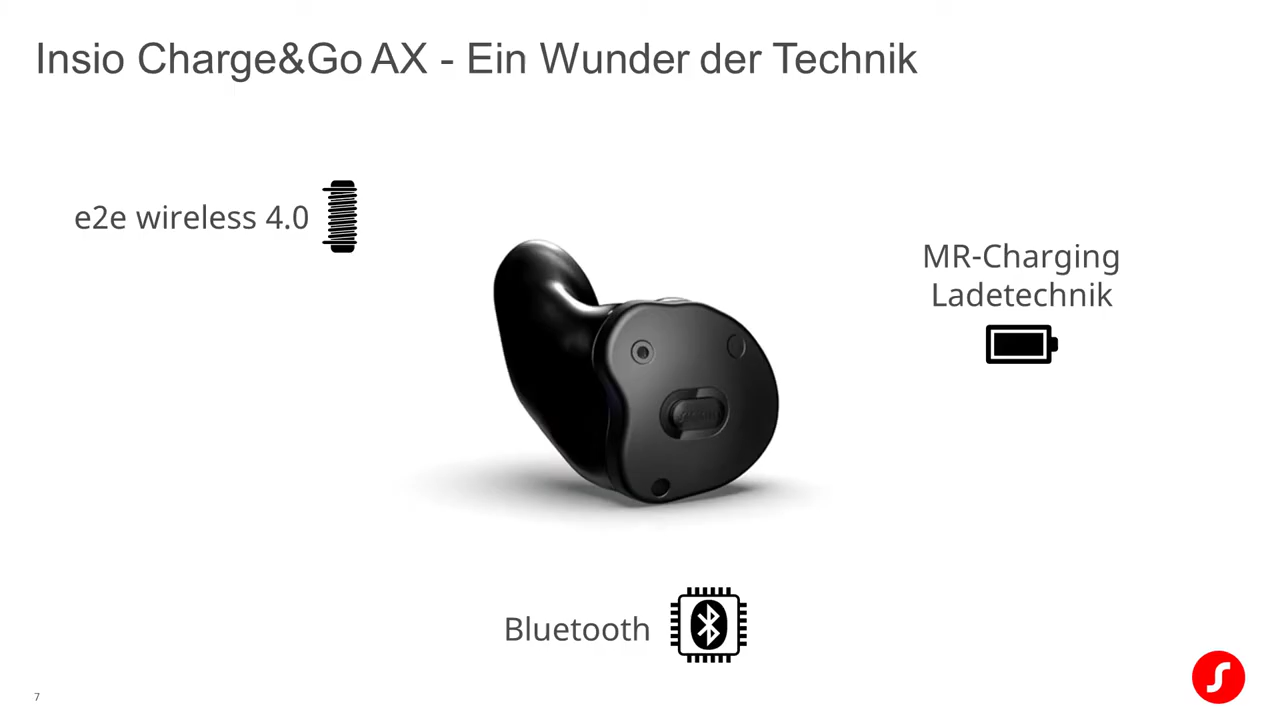 Insio Charge&Go AX - Ein Wunder der Technik
e2e wireless 4.0
MR-Charging
Ladetechnik
Bluetooth
7